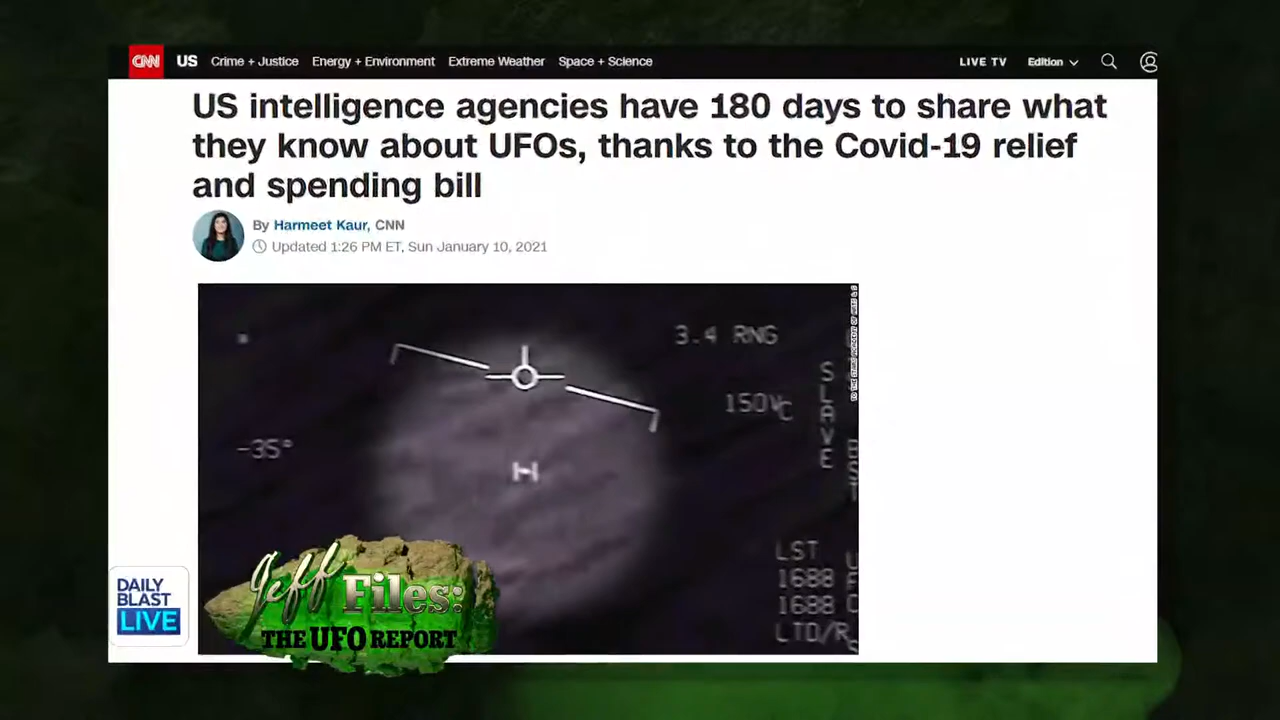 CNN US Crime + Justice Energy + Environment Extreme Weather Space + Science LIVE TV Edition
US intelligence agencies have 180 days to share what
they know about UFOs, thanks to the Covid-19 relief
and spending bill
By Harmeet Kaur, CNN
Updated 1:26 PM ET, Sun January 10, 2021
3.4 RNG
150 VC
SLAVE
-35°
H
LST
1688
1688
LTD/R
DAILY
BLAST
LIVE
Jeff Files:
THE UFO REPORT